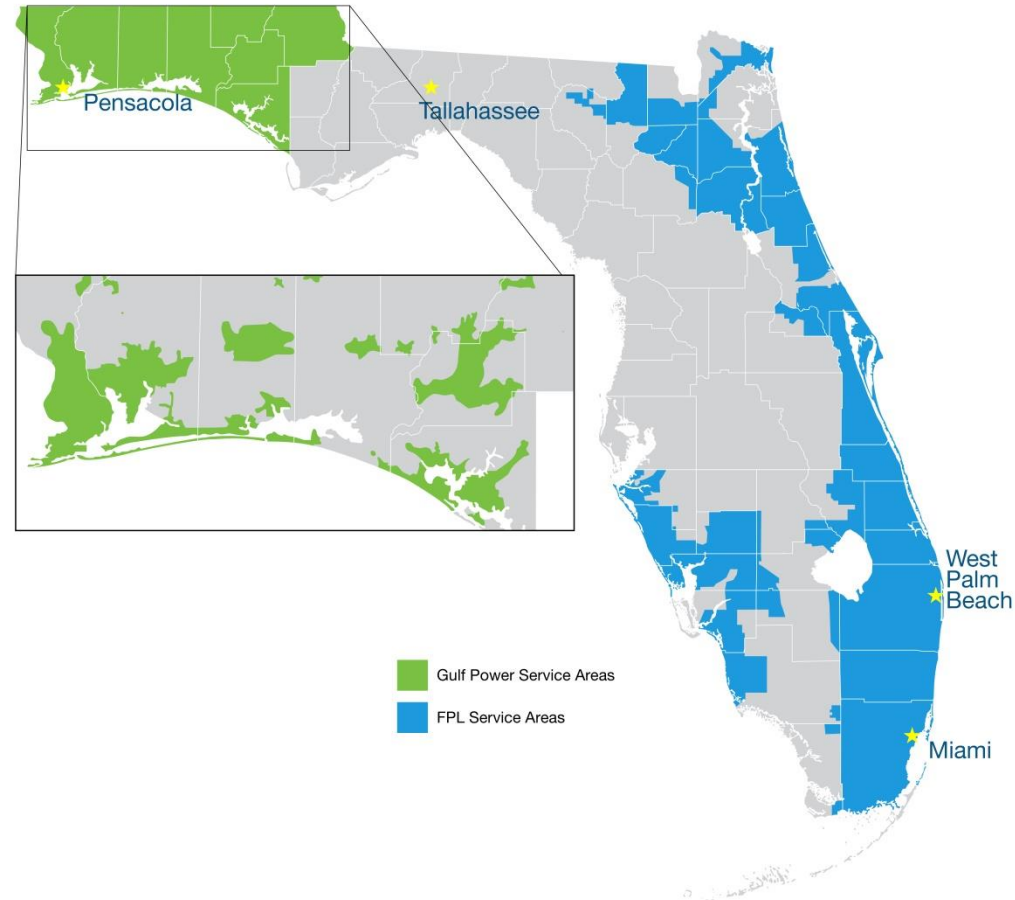 Pensacola
Tallahassee
West
Palm
Beach
Gulf Power Service Areas
FPL Service Areas
Miami